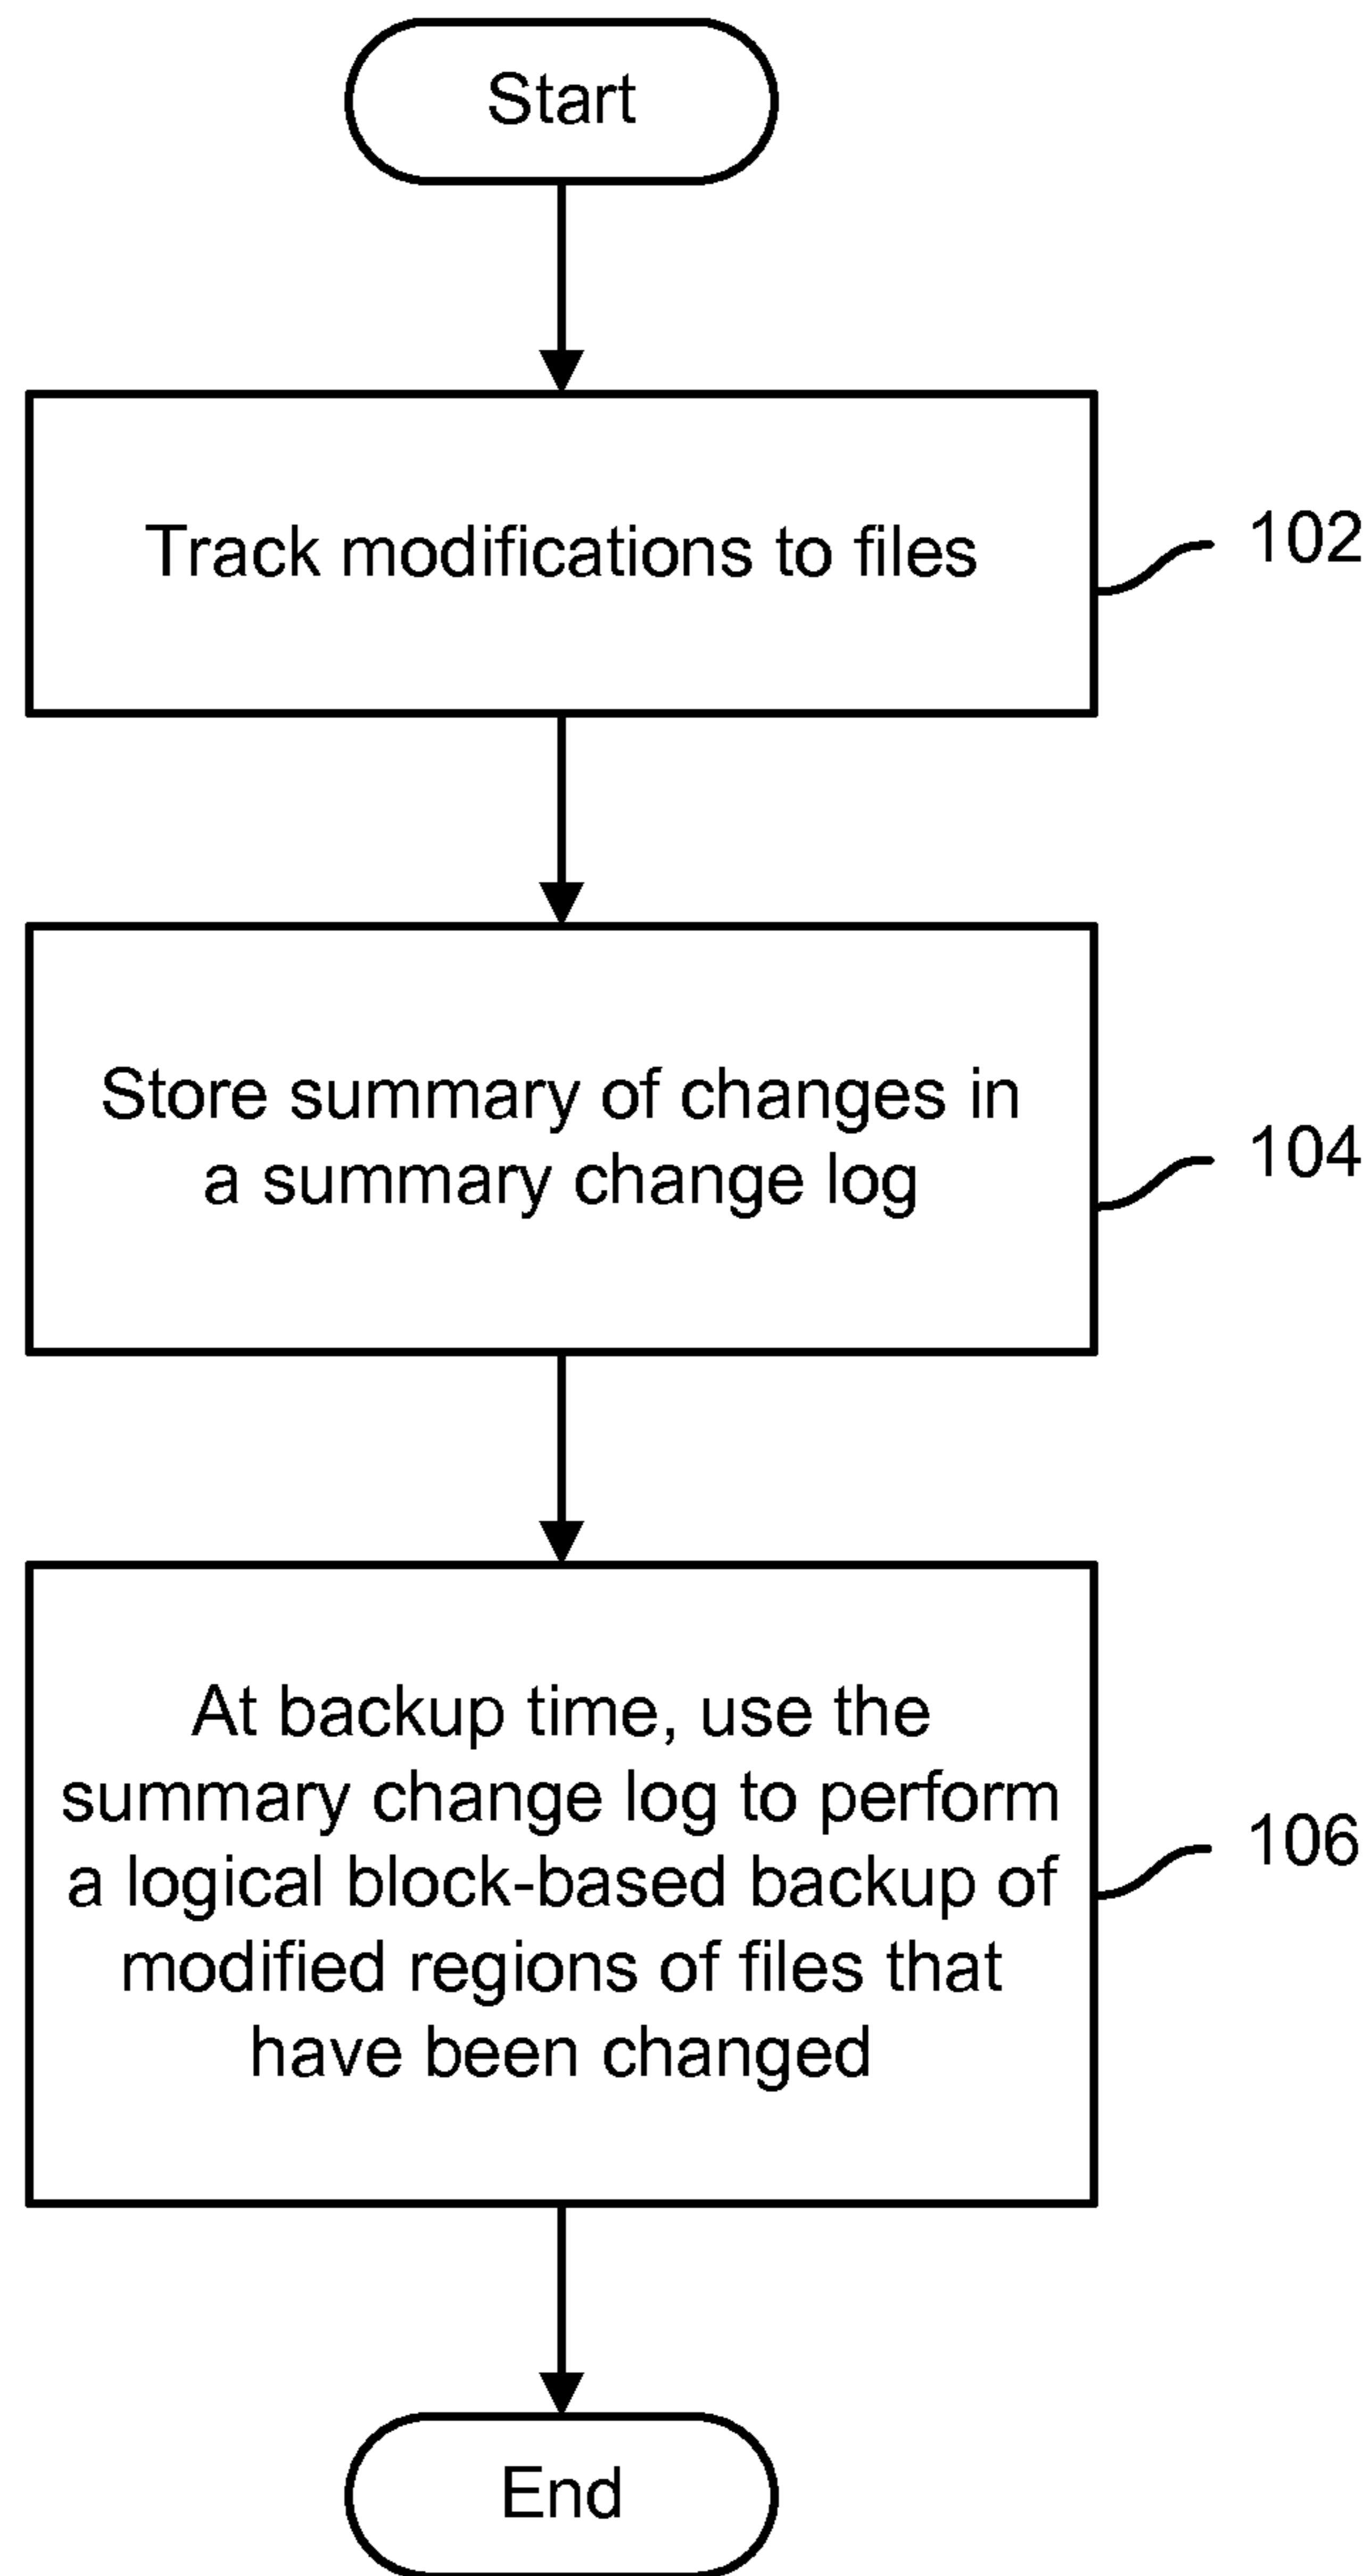 Start
Track modifications to files
102
Store summary of changes in
a summary change log
104
At backup time, use the
summary change log to perform
a logical block-based backup of
modified regions of files that
have been changed
106
End